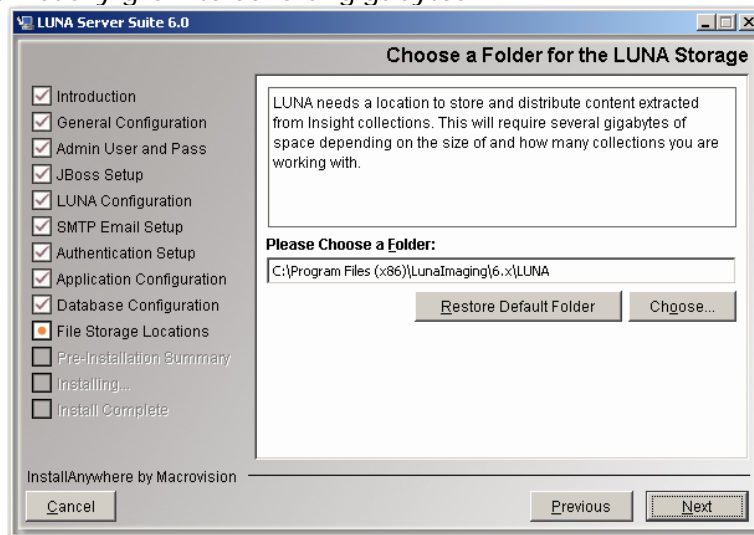 LUNA Server Suite 6.0
Choose a Folder for the LUNA Storage
Introduction
General Configuration
Admin User and Pass
JBoss Setup
LUNA Configuration
SMTP Email Setup
Authentication Setup
Application Configuration
Database Configuration
File Storage Locations
Pre-Installation Summary
Installing...
Install Complete
LUNA needs a location to store and distribute content extracted
from Insight collections. This will require several gigabytes of
space depending on the size of and how many collections you are
working with.
Please Choose a Folder:
C:\Program Files (x86)\LunaImaging\6.x\LUNA
Restore Default Folder
Choose...
InstallAnywhere by Macrovision
Cancel
Previous
Next